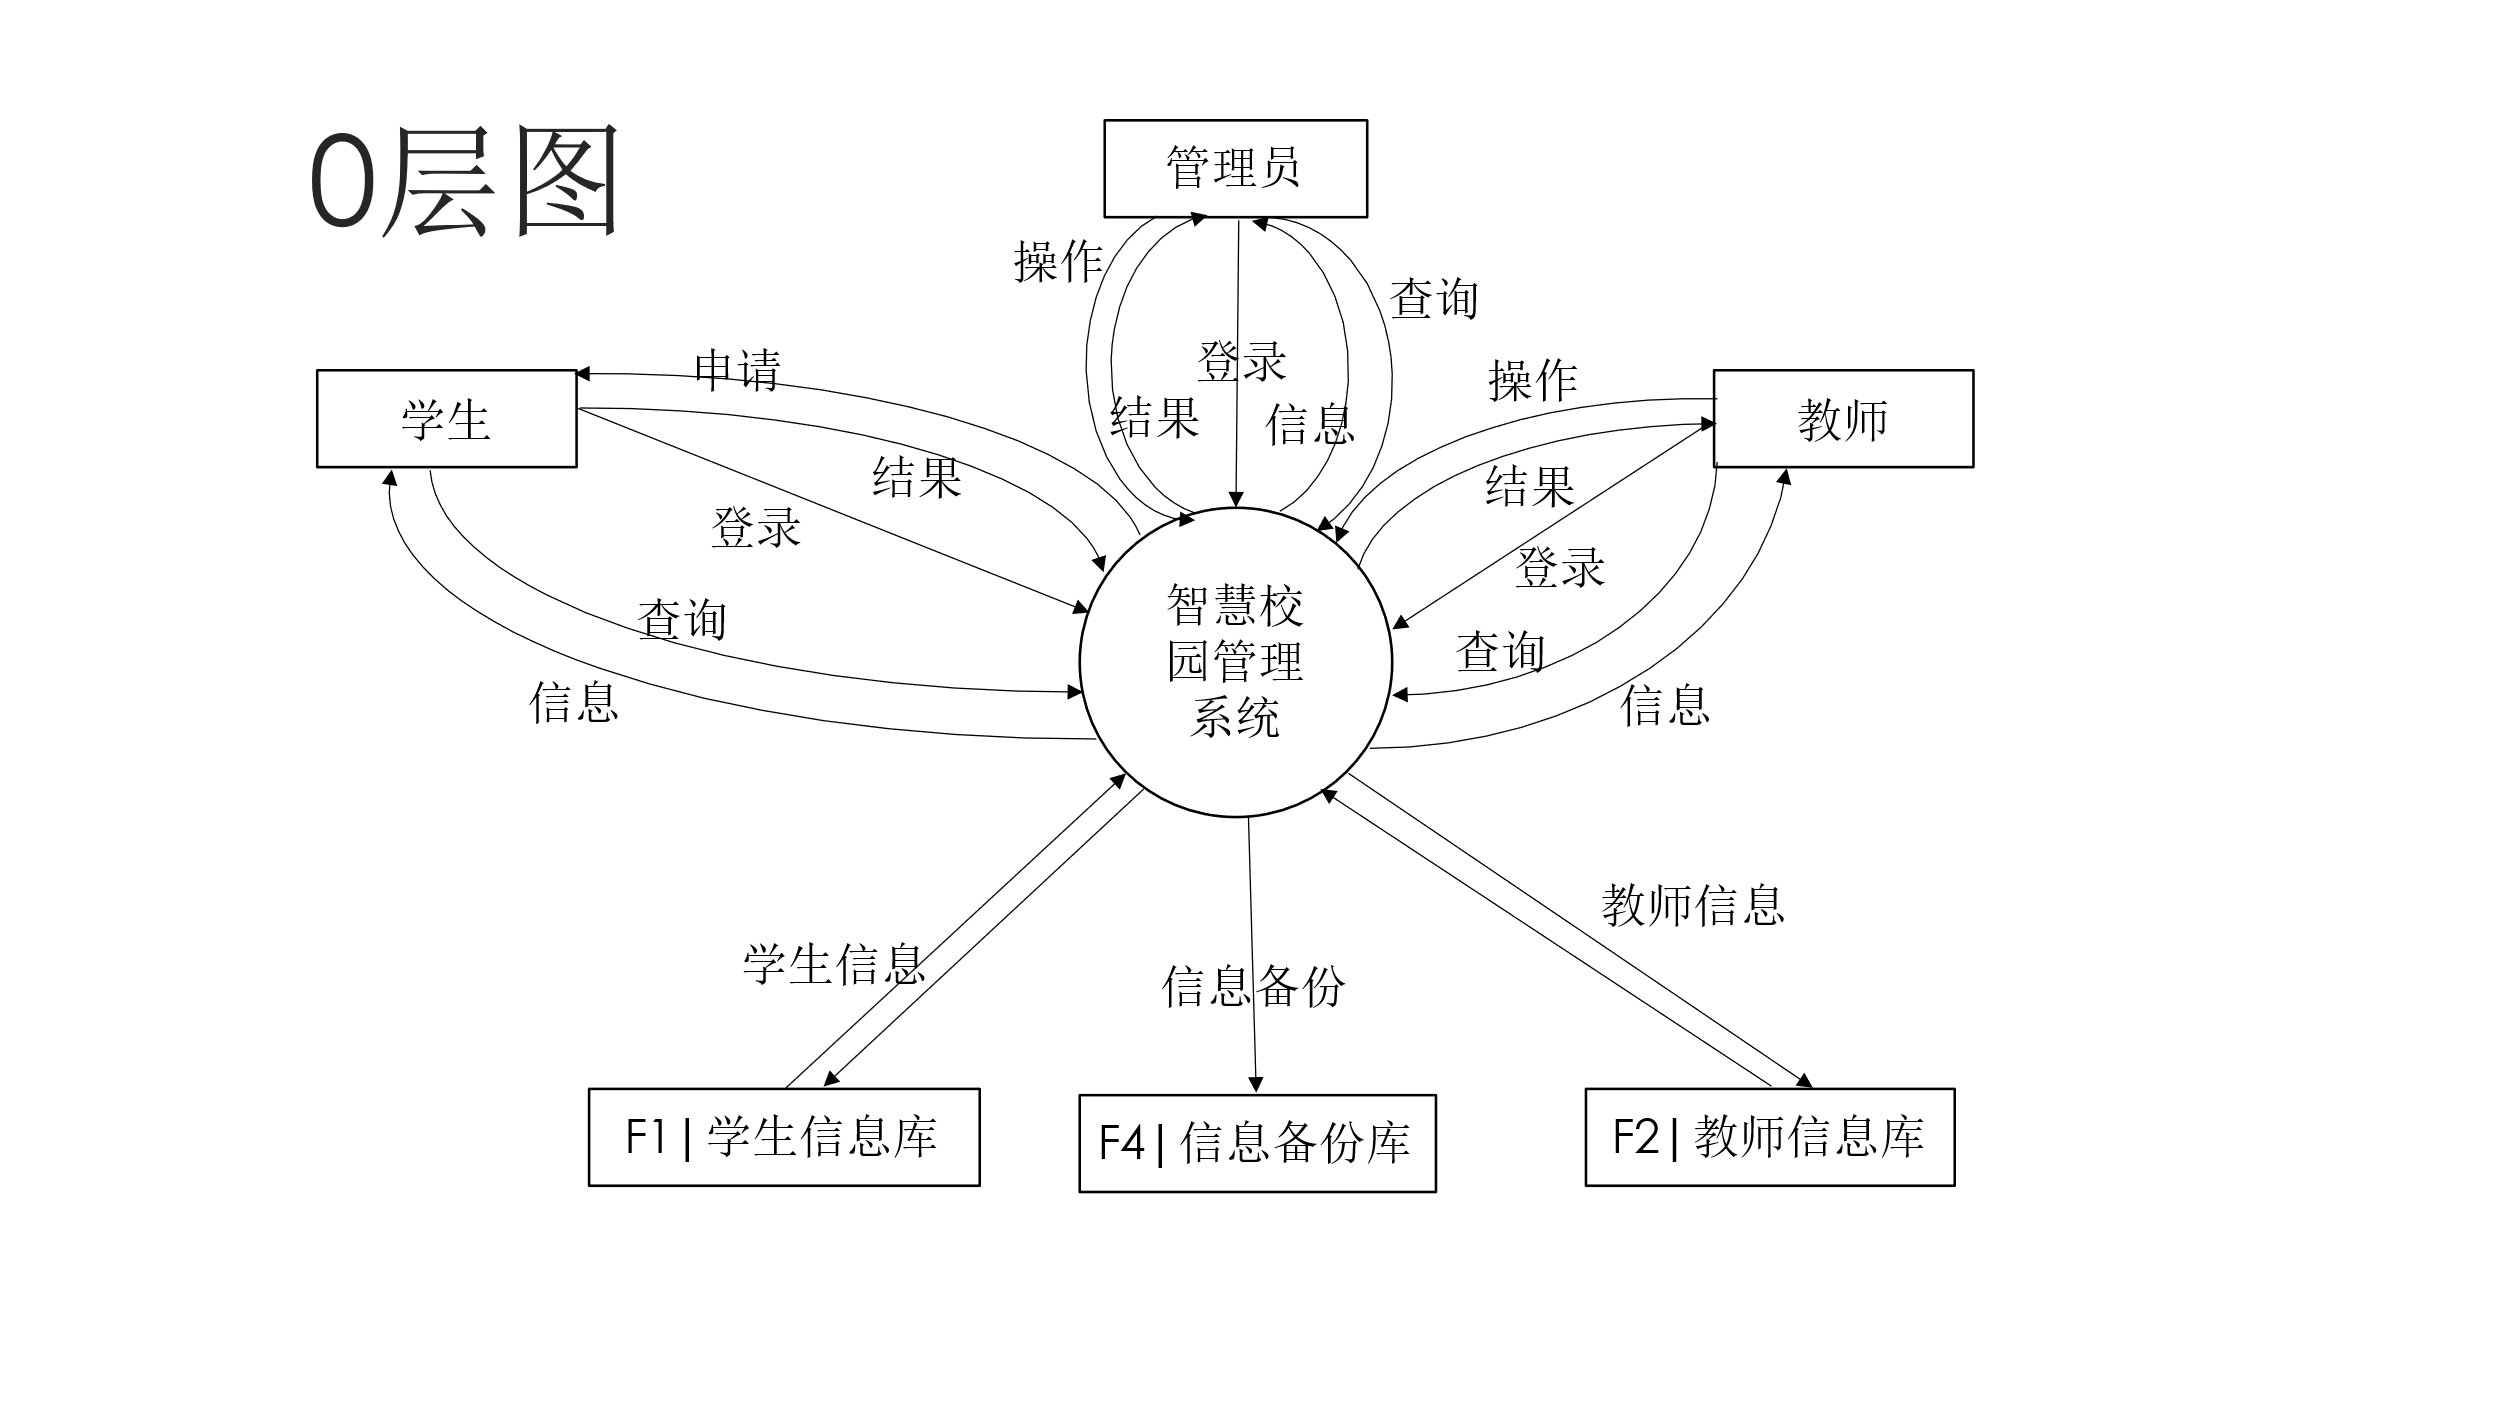 0层图
管理员
操作
查询
登录
结果
信息
学生
申请
结果
登录
查询
信息
教师
操作
结果
登录
查询
信息
智慧校
园管理
系统
学生信息
信息备份
教师信息
F1|学生信息库
F4|信息备份库
F2|教师信息库